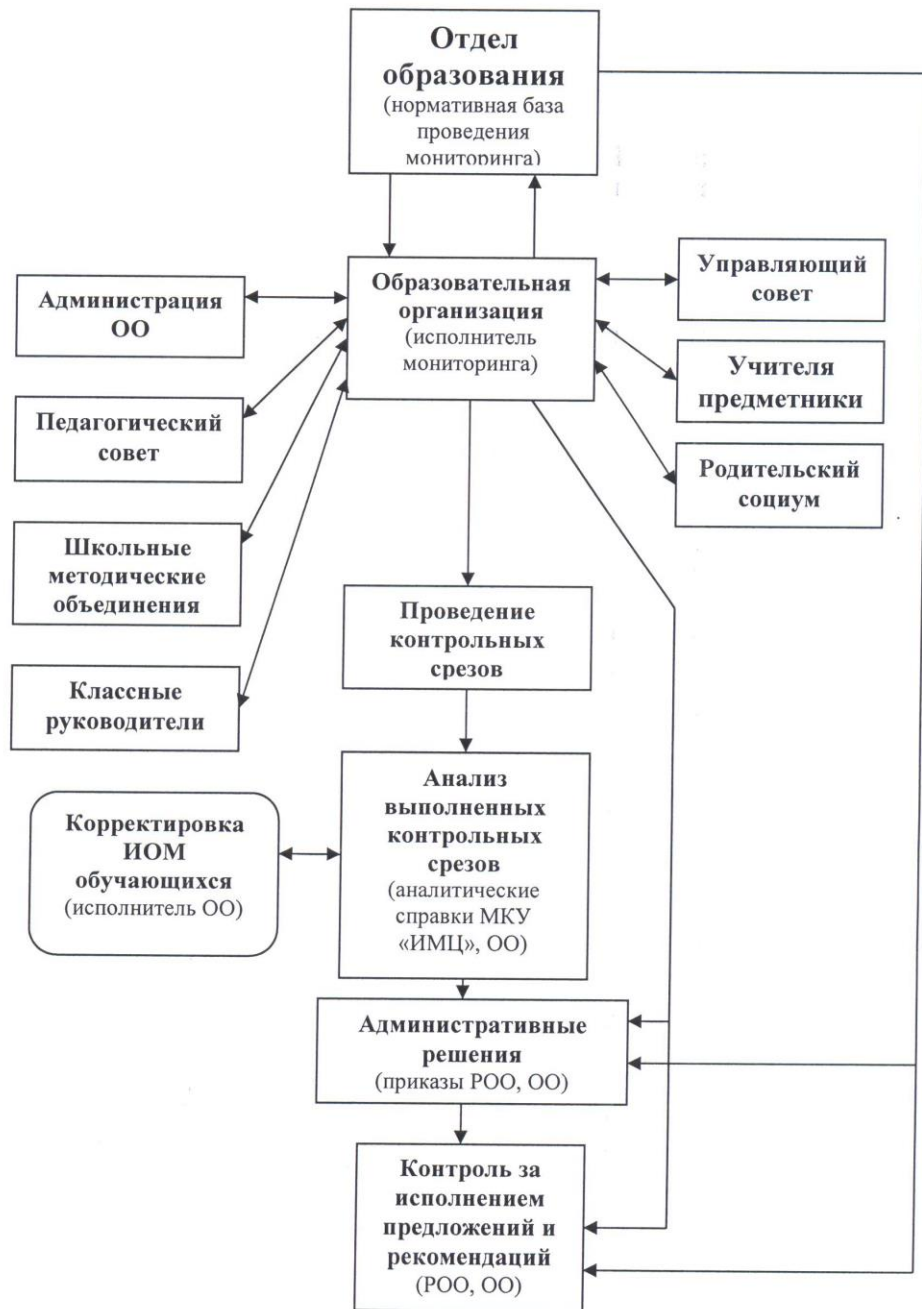 Отдел
образования
(нормативная база
проведения
мониторинга)
Образовательная
организация
(исполнитель
мониторинга)
Администрация
ОО
Педагогический
совет
Школьные
методические
объединения
Классные
руководители
Управляющий
совет
Учителя
предметники
Родительский
социум
Проведение
контрольных
срезов
Анализ
выполненных
контрольных
срезов
(аналитические
справки МКУ
«ИМЦ», ОО)
Корректировка
ИОМ
обучающихся
(исполнитель ОО)
Административные
решения
(приказы РОО, ОО)
Контроль за
исполнением
предложений и
рекомендаций
(РОО, ОО)